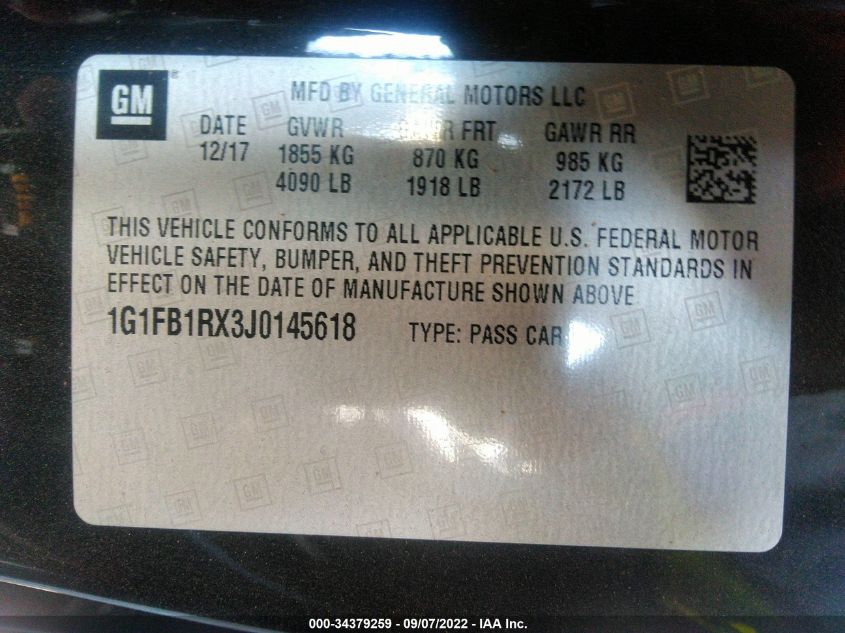 GM
MFD BY GENERAL MOTORS LLC
DATE GVWR GAWR FRT GAWR RR
12/17 1855 KG 870 KG 985 KG
4090 LB 1918 LB 2172 LB
THIS VEHICLE CONFORMS TO ALL APPLICABLE U.S. FEDERAL MOTOR
VEHICLE SAFETY, BUMPER, AND THEFT PREVENTION STANDARDS IN
EFFECT ON THE DATE OF MANUFACTURE SHOWN ABOVE
1G1FB1RX3J0145618 TYPE: PASS CAR
000-34379259 - 09/07/2022 - IAA Inc.